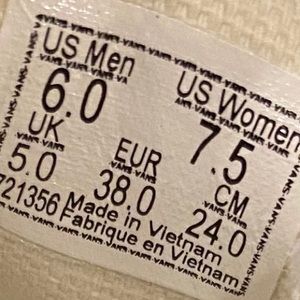 US Men US Women
6.0 7.5
UK EUR CM
5.0 38.0 24.0
721356 Made in Vietnam
Fabrique en Vietnam